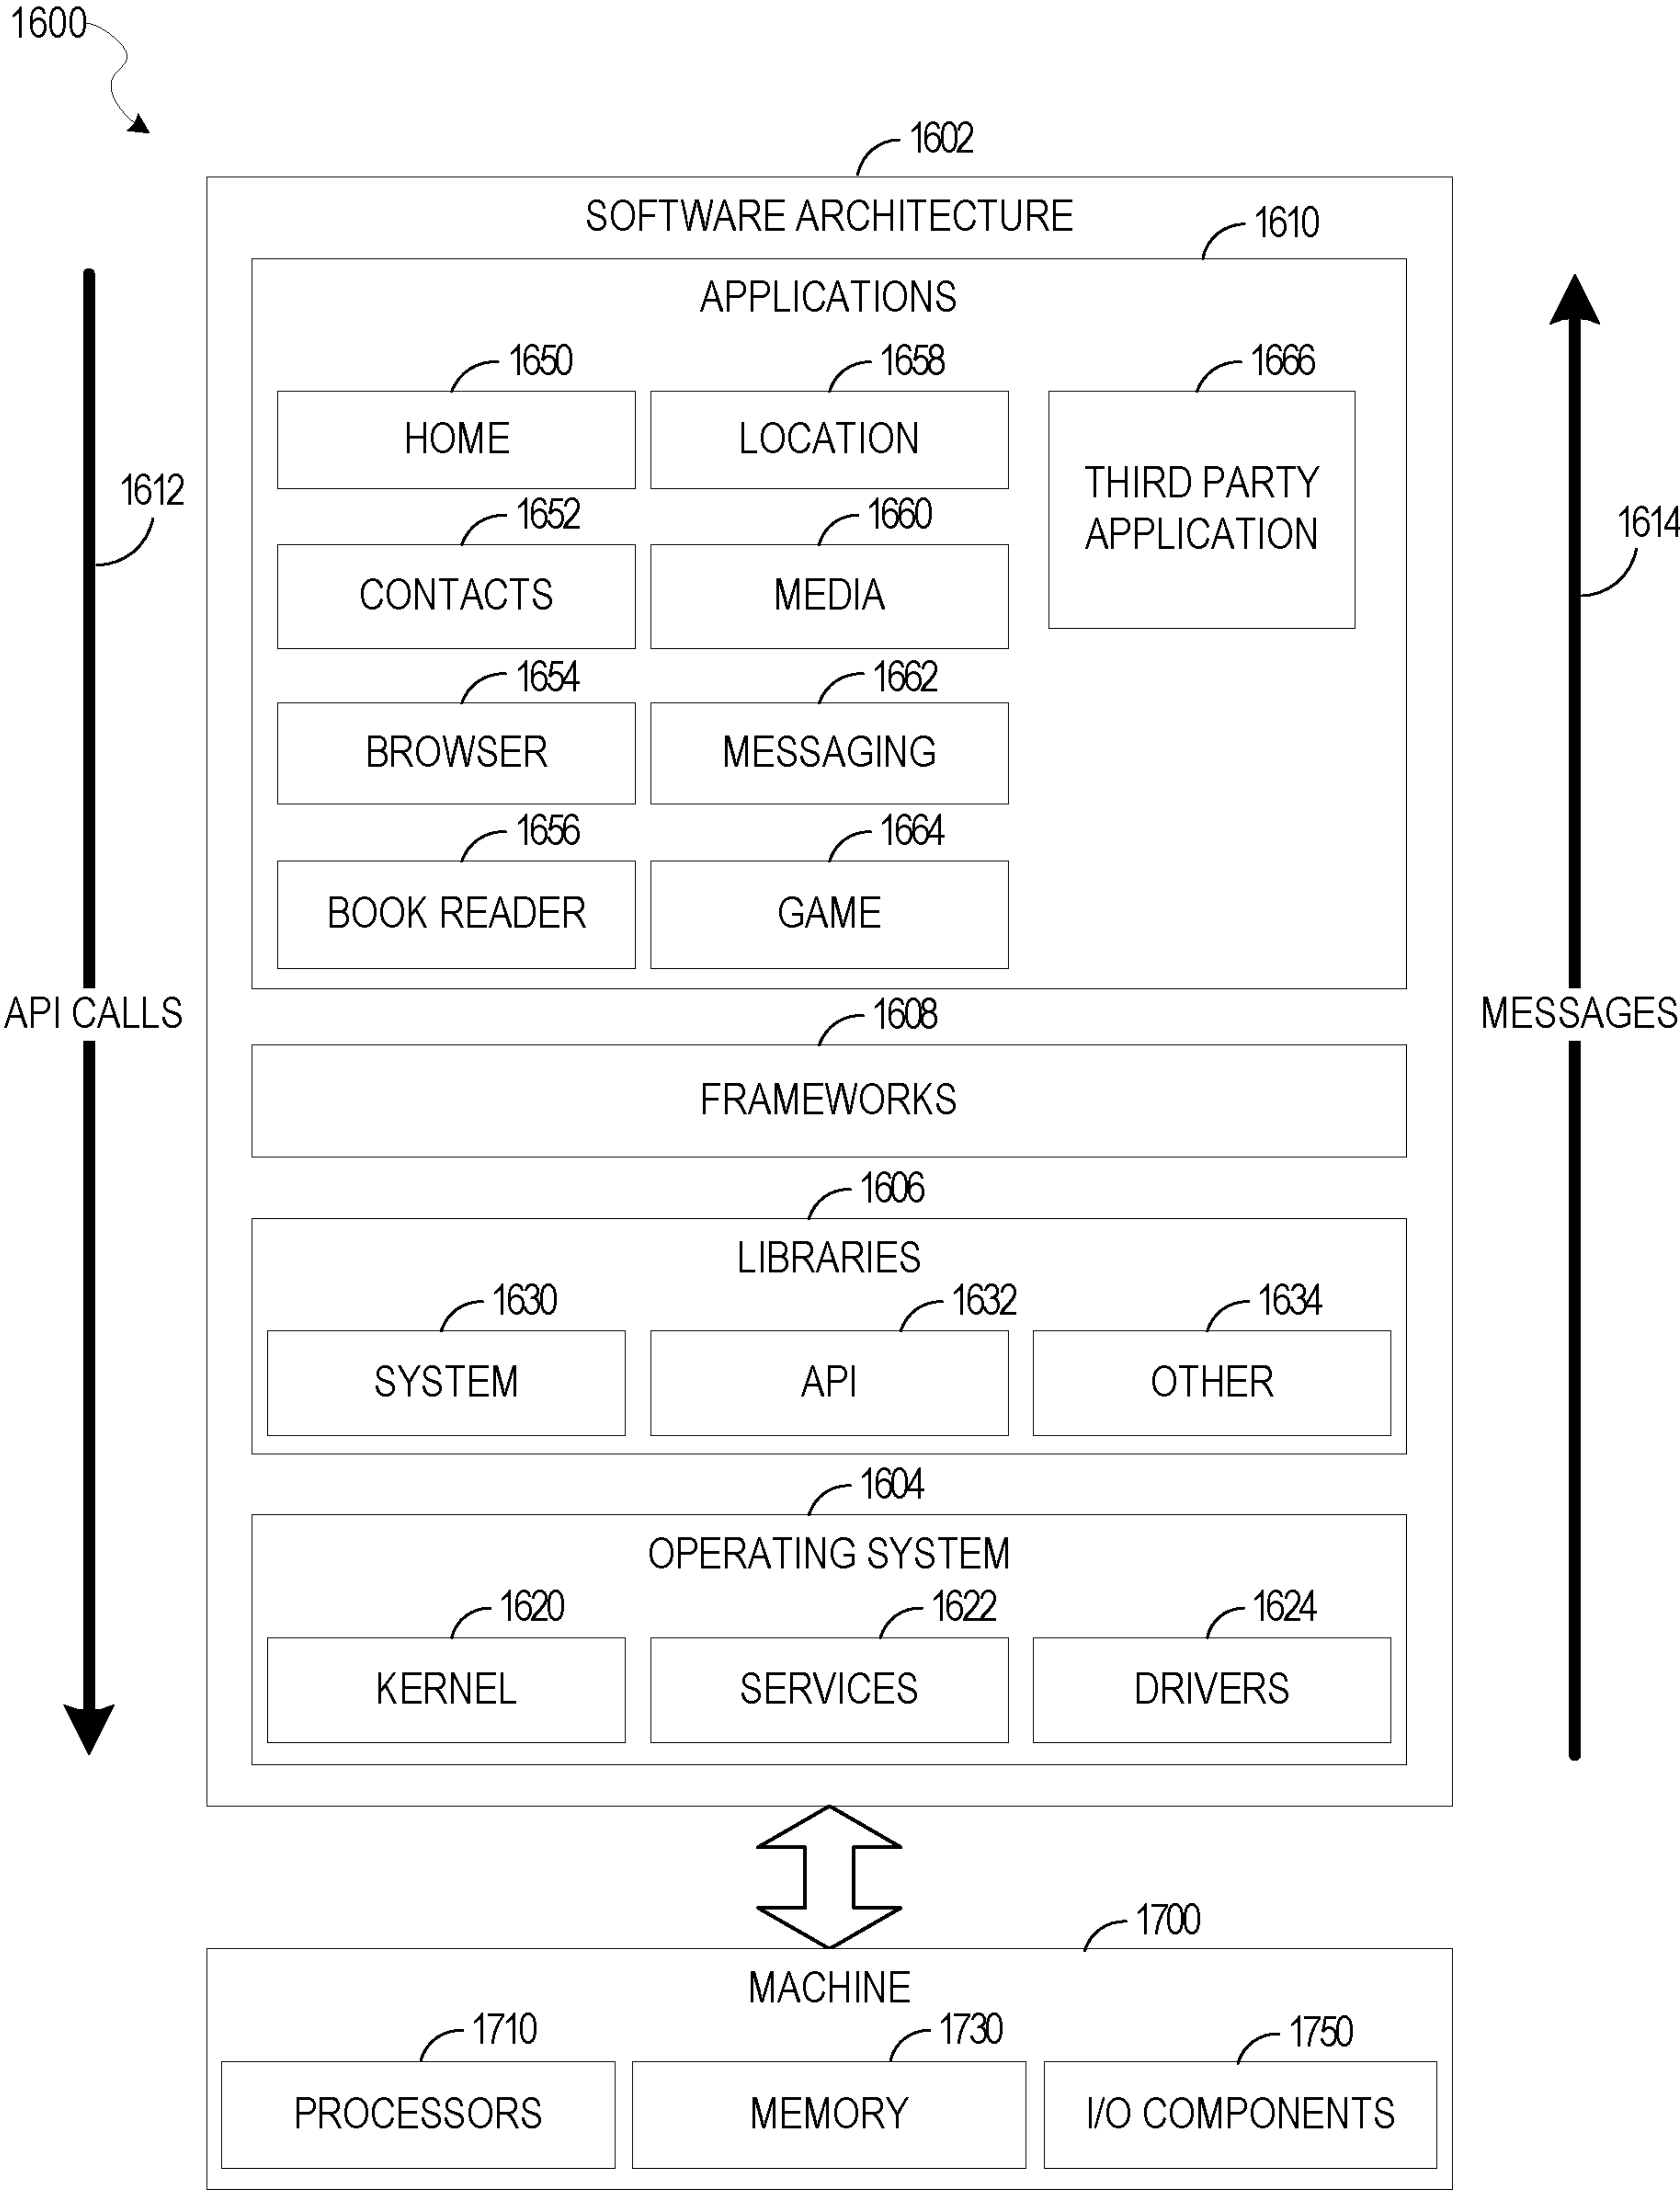 1600
1602
SOFTWARE ARCHITECTURE
1610
APPLICATIONS
1650
1658
1666
HOME
LOCATION
THIRD PARTY
APPLICATION
1612
1652
1660
1614
CONTACTS
MEDIA
1654
1662
BROWSER
MESSAGING
1656
1664
BOOK READER
GAME
API CALLS
MESSAGES
1608
FRAMEWORKS
1606
LIBRARIES
1630
1632
1634
SYSTEM
API
OTHER
1604
OPERATING SYSTEM
1620
1622
1624
KERNEL
SERVICES
DRIVERS
1700
MACHINE
1710
1730
1750
PROCESSORS
MEMORY
I/O COMPONENTS